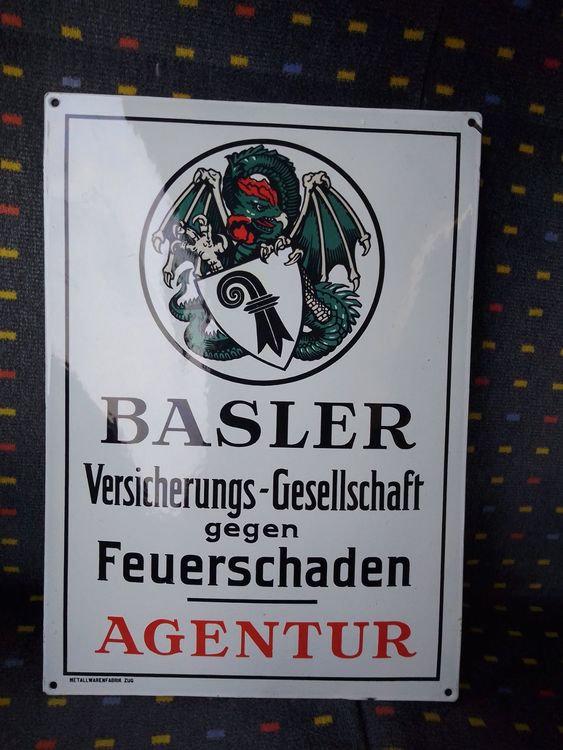 BASLER
Versicherungs-Gesellschaft
gegen
Feuerschaden
AGENTUR
METALLWARENFABRIK ZUG